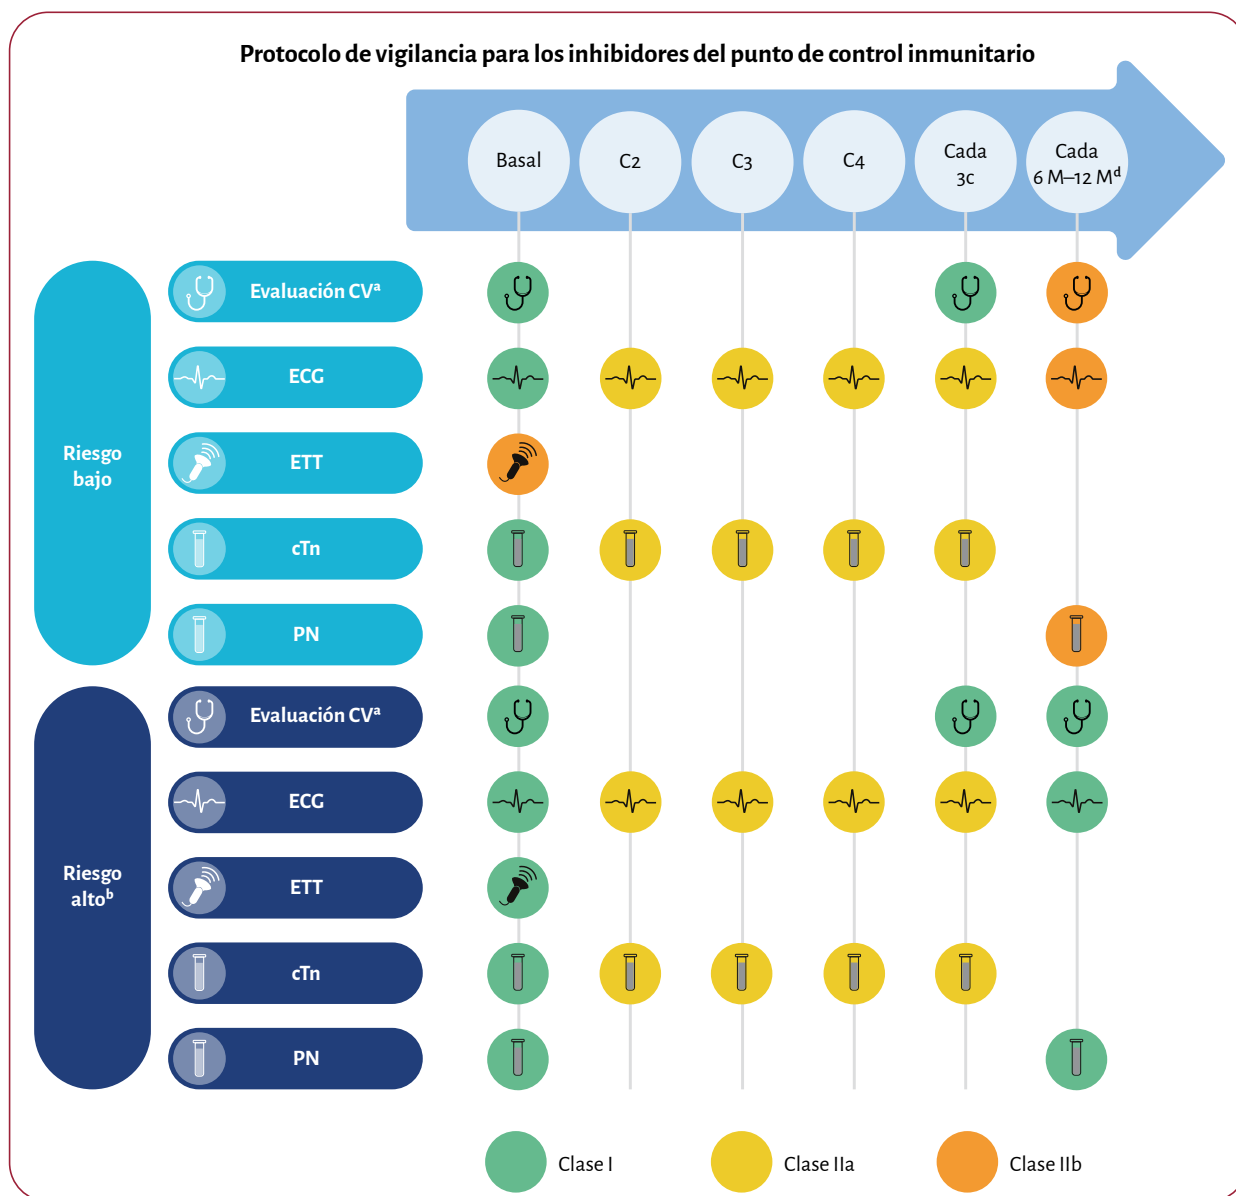 Protocolo de vigilancia para los inhibidores del punto de control inmunitario
Basal
C2
C3
C4
Cada
3c
Cada
6 M–12 Mᵈ
Riesgo
bajo
Evaluación CVᵃ
ECG
ETT
cTn
PN
Riesgo
altoᵇ
Evaluación CVᵃ
ECG
ETT
cTn
PN
Clase I
Clase IIa
Clase IIb